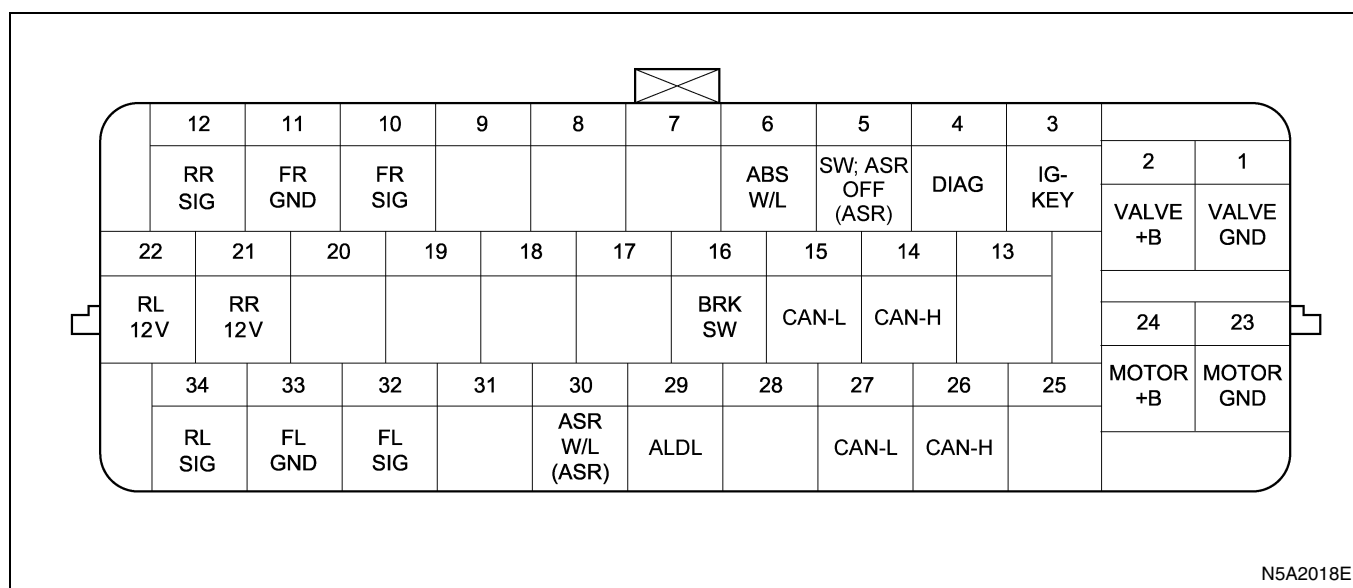 12 11 10 9 8 7 6 5 4 3
RR SIG
FR GND
FR SIG
ABS W/L
SW; ASR OFF (ASR)
DIAG
IG-KEY
2 1
VALVE +B
VALVE GND
22 21 20 19 18 17 16 15 14 13
RL 12V
RR 12V
BRK SW
CAN-L
CAN-H
24 23
MOTOR +B
MOTOR GND
34 33 32 31 30 29 28 27 26 25
RL SIG
FL GND
FL SIG
ASR W/L (ASR)
ALDL
CAN-L
CAN-H
N5A2018E